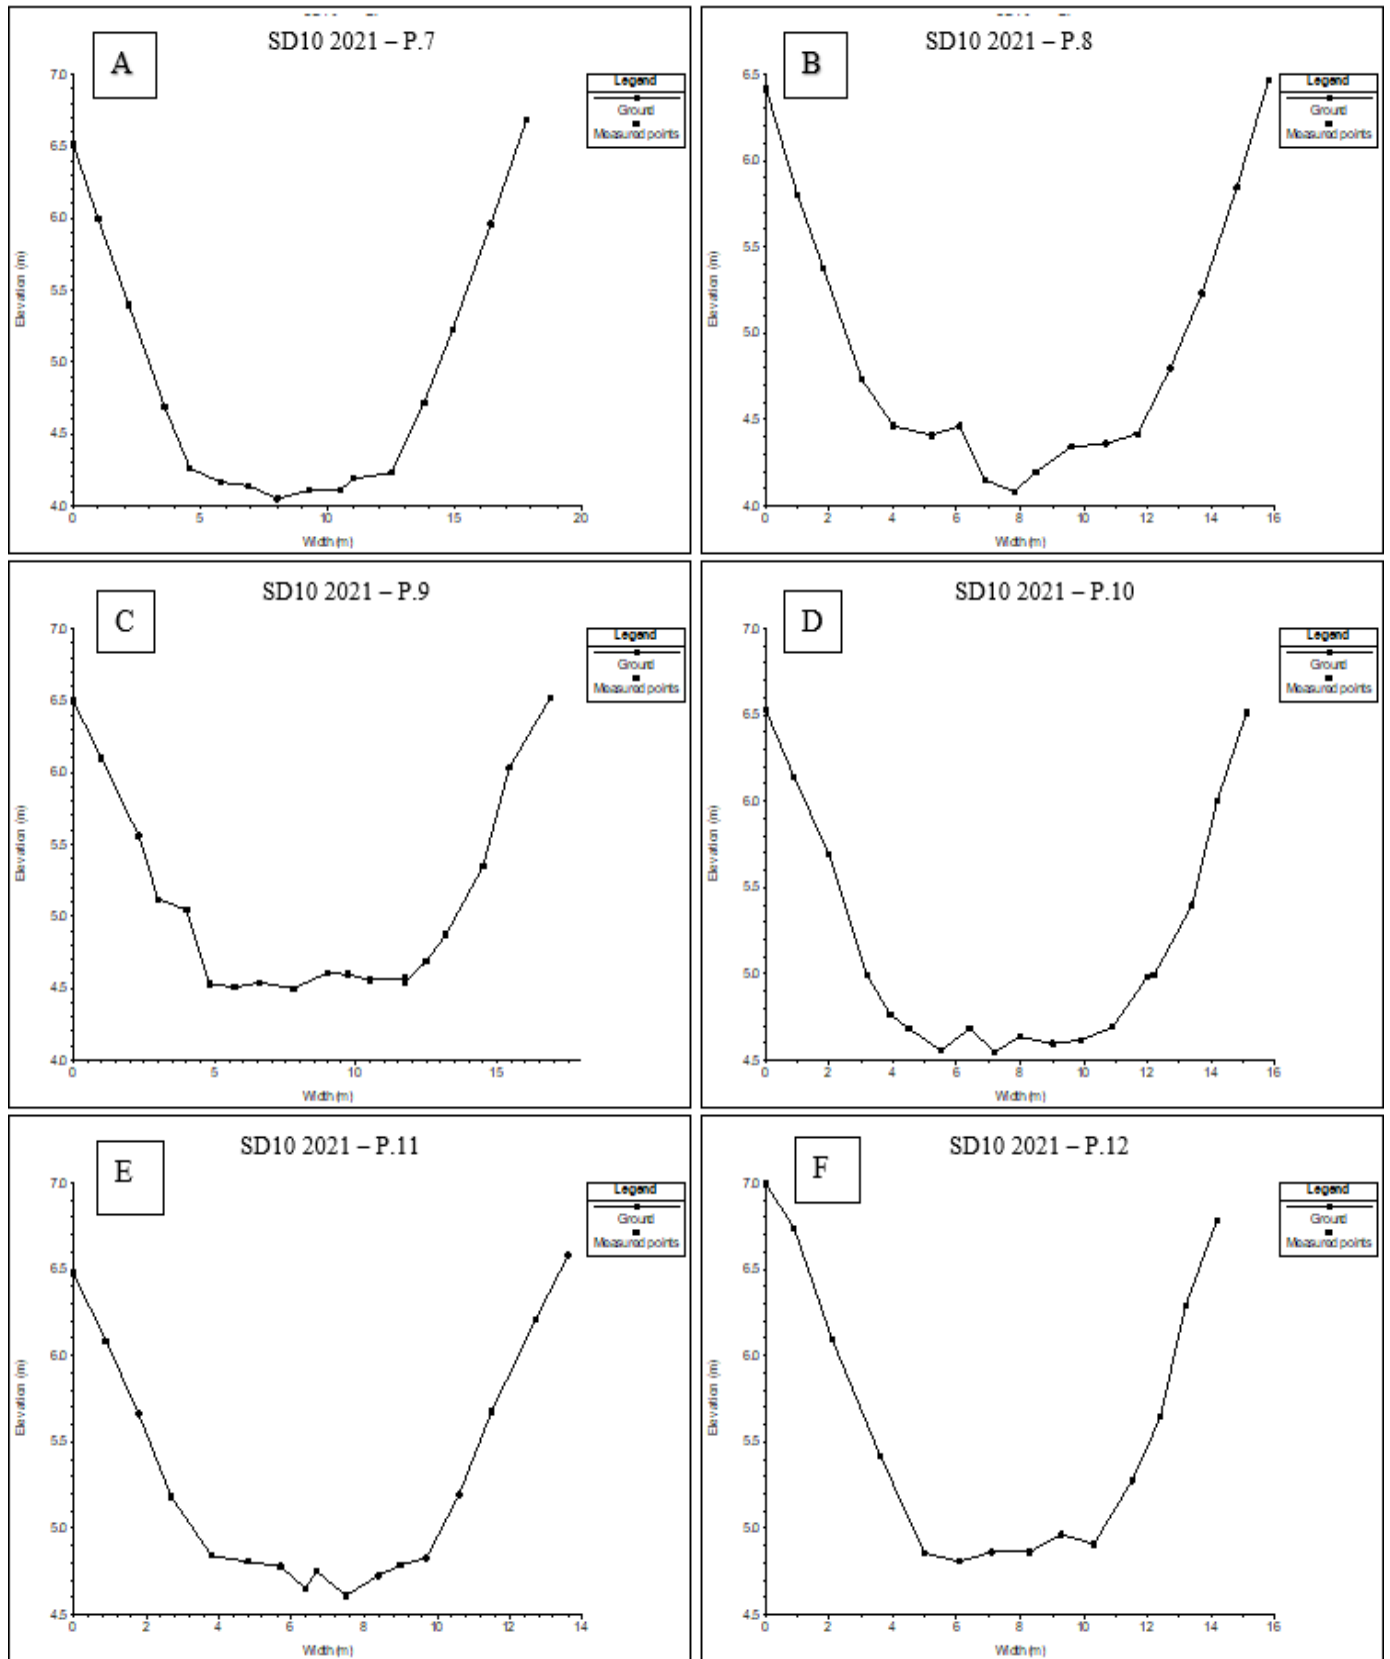 SD10 2021 – P.7
A
Legend
Ground
Measured points
7.0
6.5
6.0
5.5
5.0
4.5
4.0
Elevation (m)
0 5 10 15 20
Width (m)
SD10 2021 – P.8
B
Legend
Ground
Measured points
6.5
6.0
5.5
5.0
4.5
4.0
Elevation (m)
0 2 4 6 8 10 12 14 16
Width (m)
SD10 2021 – P.9
C
Legend
Ground
Measured points
7.0
6.5
6.0
5.5
5.0
4.5
4.0
Elevation (m)
0 5 10 15
Width (m)
SD10 2021 – P.10
D
Legend
Ground
Measured points
7.0
6.5
6.0
5.5
5.0
4.5
Elevation (m)
0 2 4 6 8 10 12 14 16
Width (m)
SD10 2021 – P.11
E
Legend
Ground
Measured points
7.0
6.5
6.0
5.5
5.0
4.5
Elevation (m)
0 2 4 6 8 10 12 14
Width (m)
SD10 2021 – P.12
F
Legend
Ground
Measured points
7.0
6.5
6.0
5.5
5.0
4.5
Elevation (m)
0 2 4 6 8 10 12 14 16
Width (m)